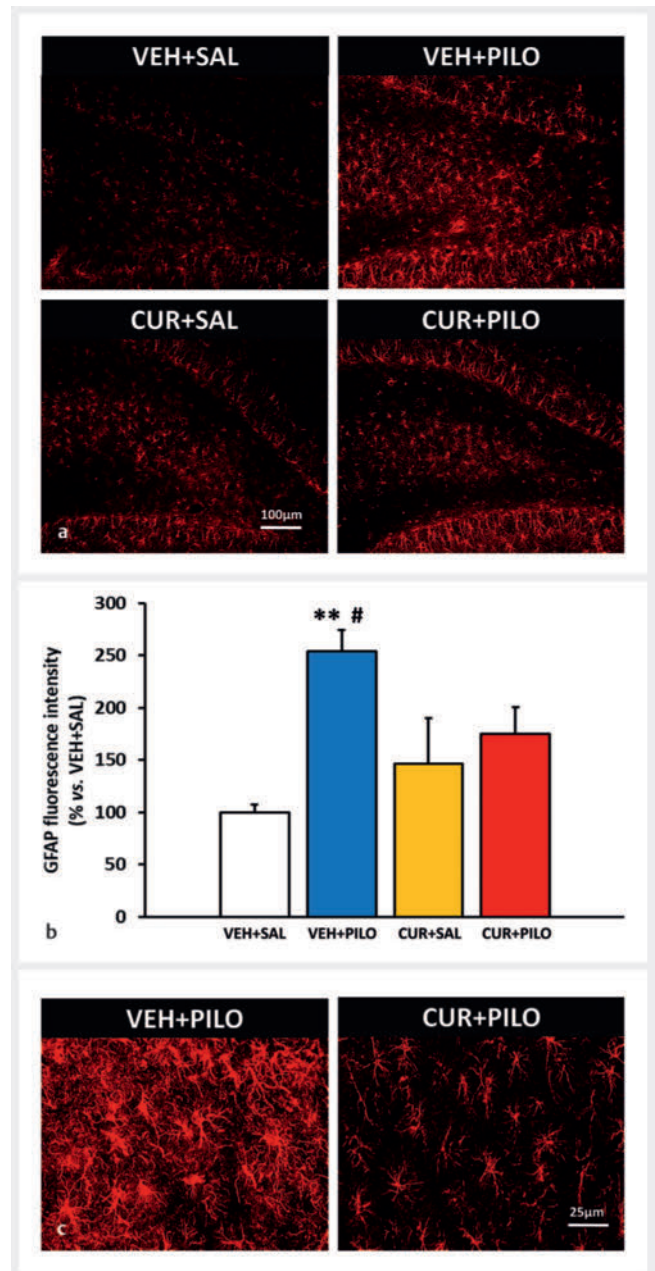 VEH+SAL
VEH+PILO
CUR+SAL
CUR+PILO
100µm
a
GFAP fluorescence intensity
(% vs. VEH+SAL)
300
250
200
150
100
50
0
** #
VEH+SAL
VEH+PILO
CUR+SAL
CUR+PILO
b
VEH+PILO
CUR+PILO
25µm
c